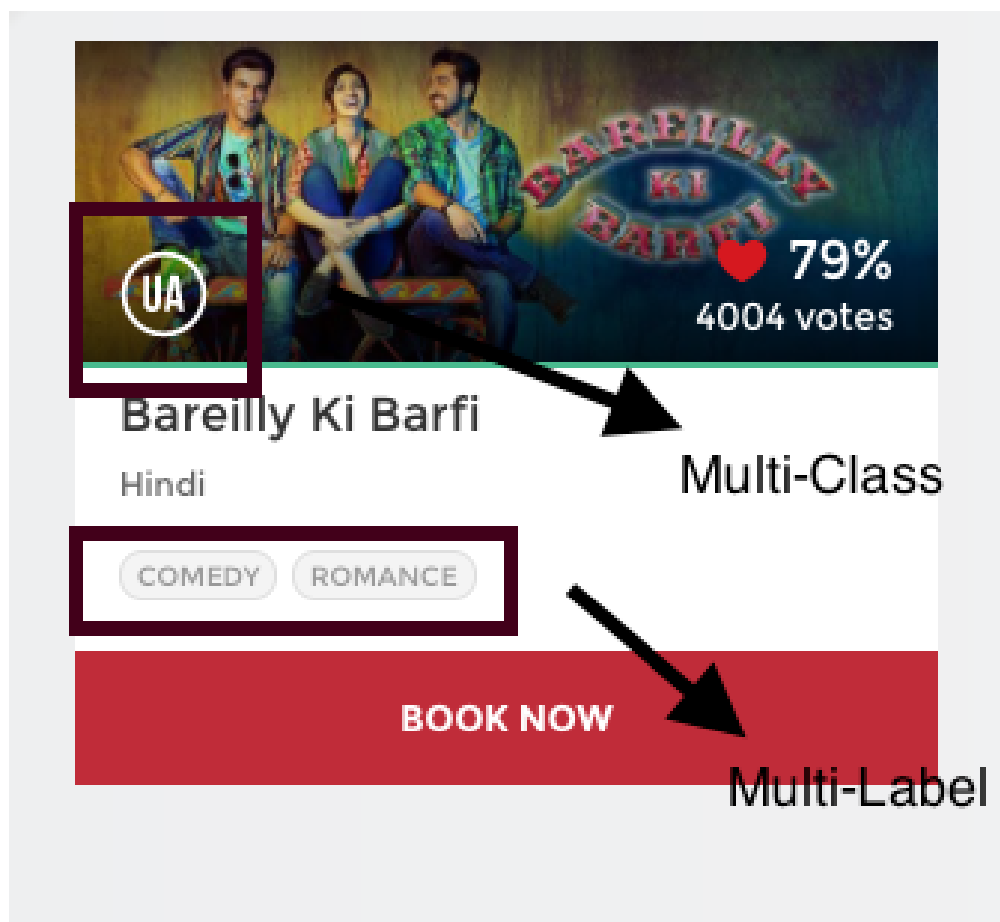 BAREILLY
KI
BARFI
79%
UA
4004 votes
Bareilly Ki Barfi
Multi-Class
Hindi
COMEDY ROMANCE
BOOK NOW
Multi-Label